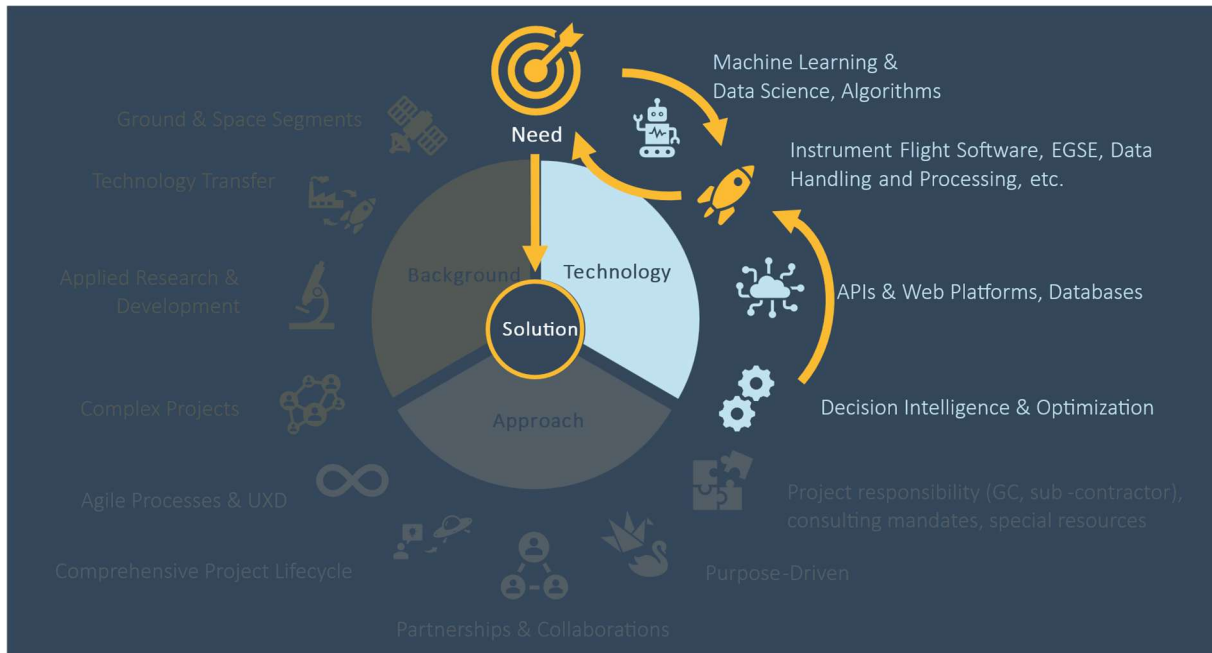 Machine Learning &
Data Science, Algorithms
Ground & Space Segments
Need
Instrument Flight Software, EGSE, Data
Handling and Processing, etc.
Technology Transfer
Background
Technology
Applied Research &
Development
APIs & Web Platforms, Databases
Solution
Complex Projects
Decision Intelligence & Optimization
Approach
Agile Processes & UXD
Project responsibility (GC, sub -contractor),
consulting mandates, special resources
Comprehensive Project Lifecycle
Purpose-Driven
Partnerships & Collaborations